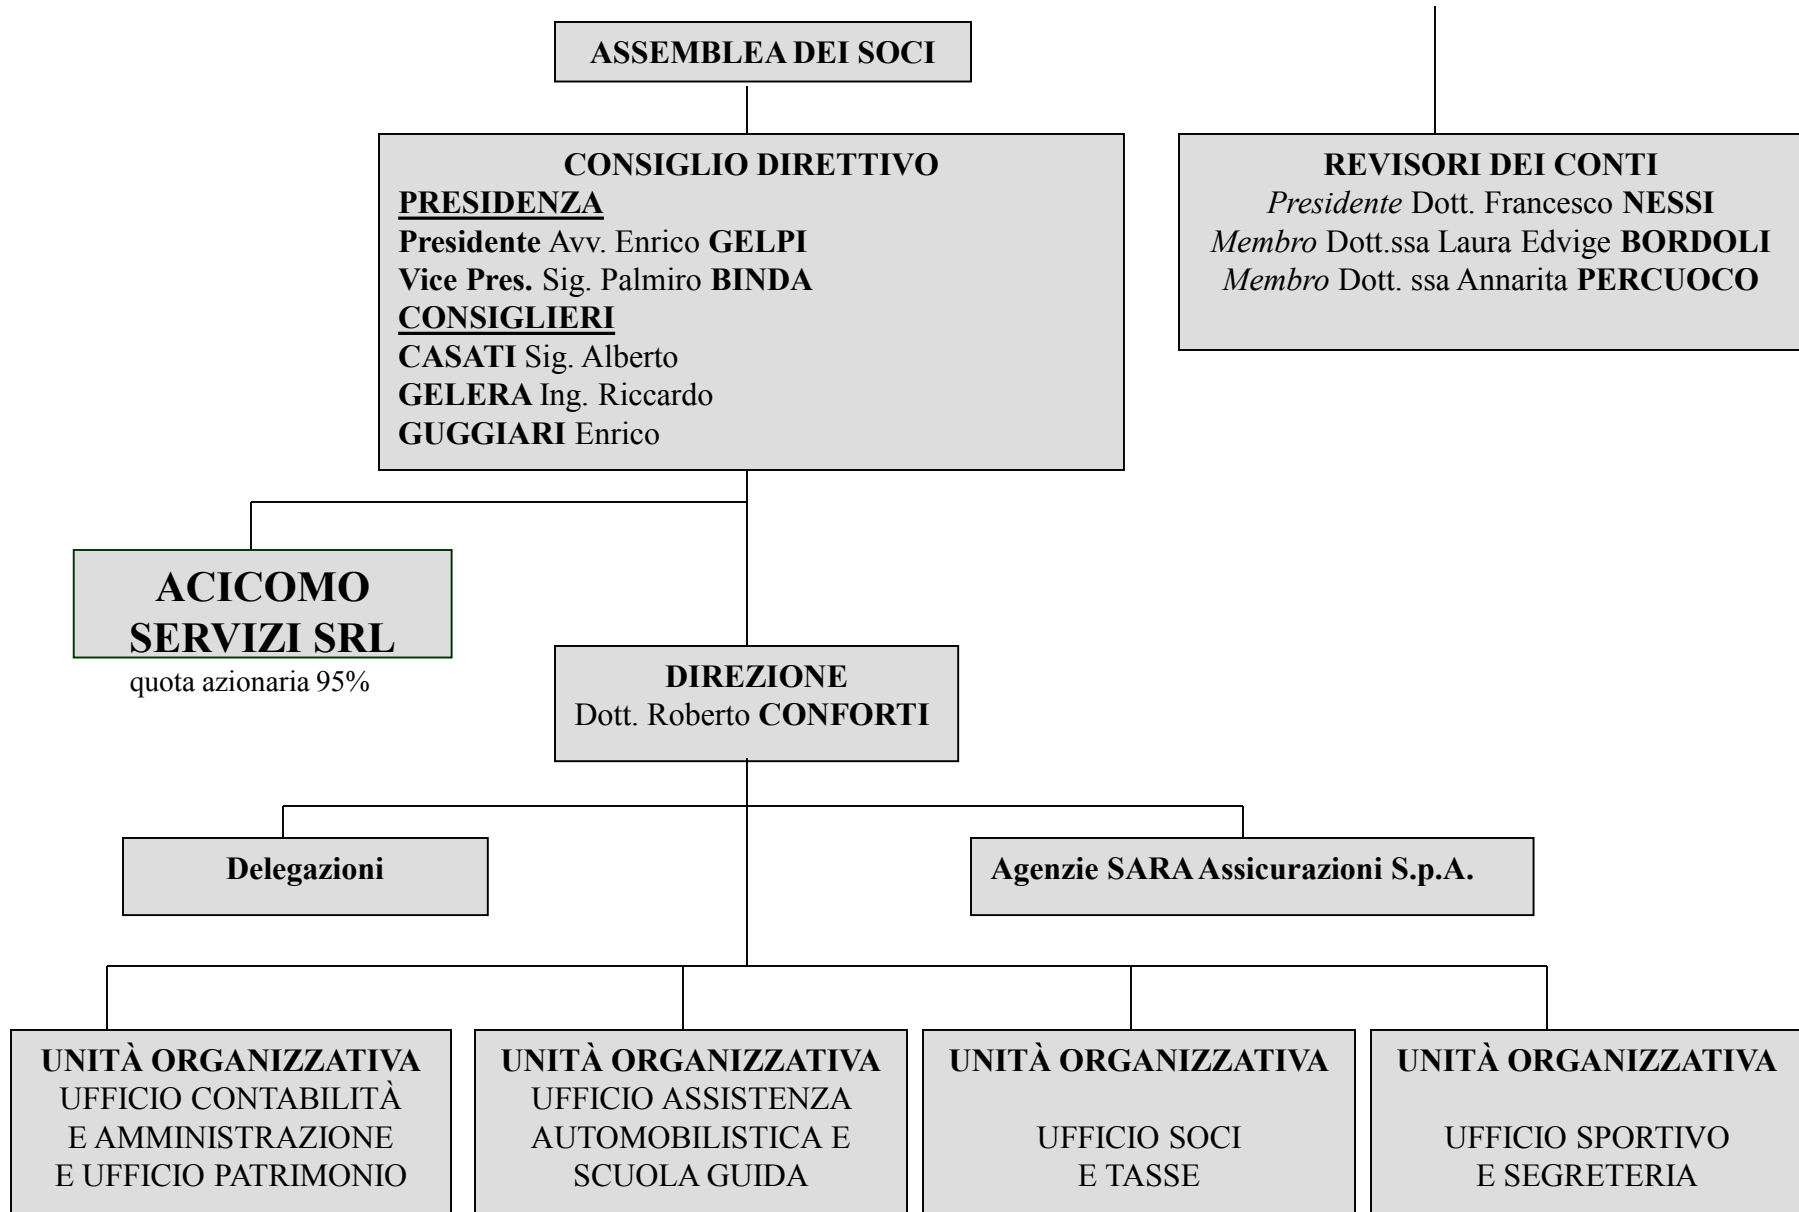 ASSEMBLEA DEI SOCI
CONSIGLIO DIRETTIVO
PRESIDENZA
Presidente Avv. Enrico GELPI
Vice Pres. Sig. Palmiro BINDA
CONSIGLIERI
CASATI Sig. Alberto
GELERA Ing. Riccardo
GUGGIARI Enrico
REVISORI DEI CONTI
Presidente Dott. Francesco NESSI
Membro Dott.ssa Laura Edvige BORDOLI
Membro Dott. ssa Annarita PERCUOCO
ACICOMO
SERVIZI SRL
quota azionaria 95%
DIREZIONE
Dott. Roberto CONFORTI
Delegazioni
Agenzie SARA Assicurazioni S.p.A.
UNITÀ ORGANIZZATIVA
UFFICIO CONTABILITÀ
E AMMINISTRAZIONE
E UFFICIO PATRIMONIO
UNITÀ ORGANIZZATIVA
UFFICIO ASSISTENZA
AUTOMOBILISTICA E
SCUOLA GUIDA
UNITÀ ORGANIZZATIVA
UFFICIO SOCI
E TASSE
UNITÀ ORGANIZZATIVA
UFFICIO SPORTIVO
E SEGRETERIA